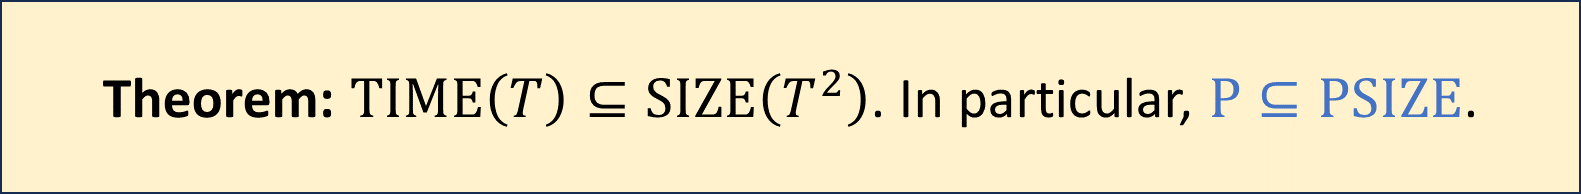 Theorem: TIME(T) ⊆ SIZE(T²). In particular, P ⊆ PSIZE.